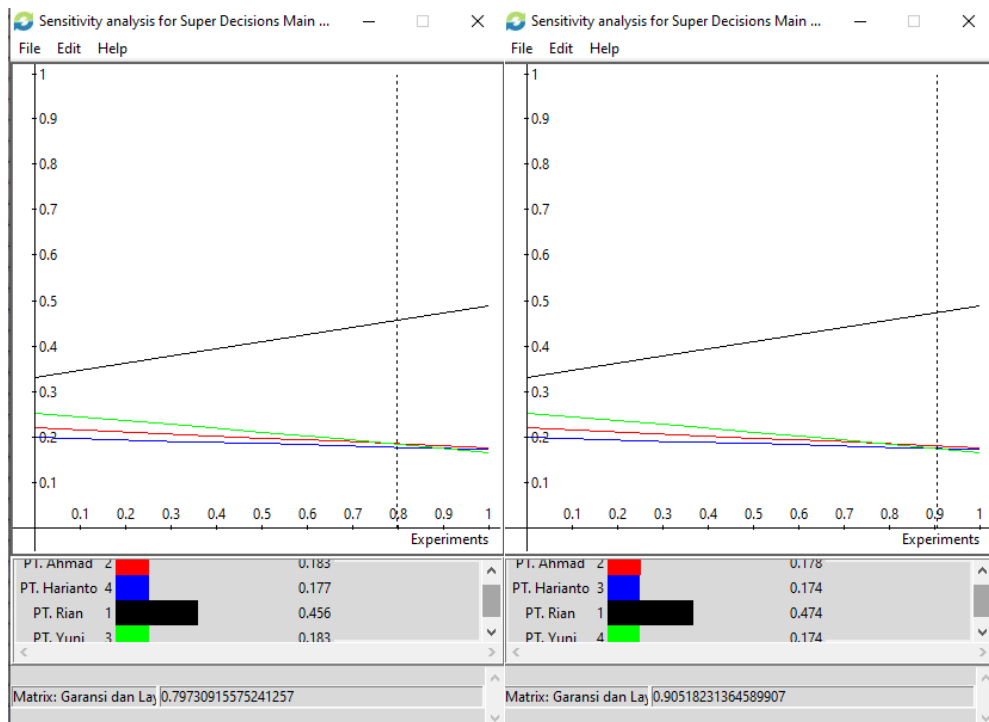 Sensitivity analysis for Super Decisions Main ...
File Edit Help
1
0.9
0.8
0.7
0.6
0.5
0.4
0.3
0.2
0.1
0.1 0.2 0.3 0.4 0.5 0.6 0.7 0.8 0.9 1
Experiments
PT. Ahmad 2 0.183
PT. Harianto 4 0.177
PT. Rian 1 0.456
PT. Yuni 3 0.183
Matrix: Garansi dan Lay 0.79730915575241257
Sensitivity analysis for Super Decisions Main ...
File Edit Help
1
0.9
0.8
0.7
0.6
0.5
0.4
0.3
0.2
0.1
0.1 0.2 0.3 0.4 0.5 0.6 0.7 0.8 0.9 1
Experiments
PT. Ahmad 2 0.178
PT. Harianto 3 0.174
PT. Rian 1 0.474
PT. Yuni 4 0.174
Matrix: Garansi dan Lay 0.90518231364589907